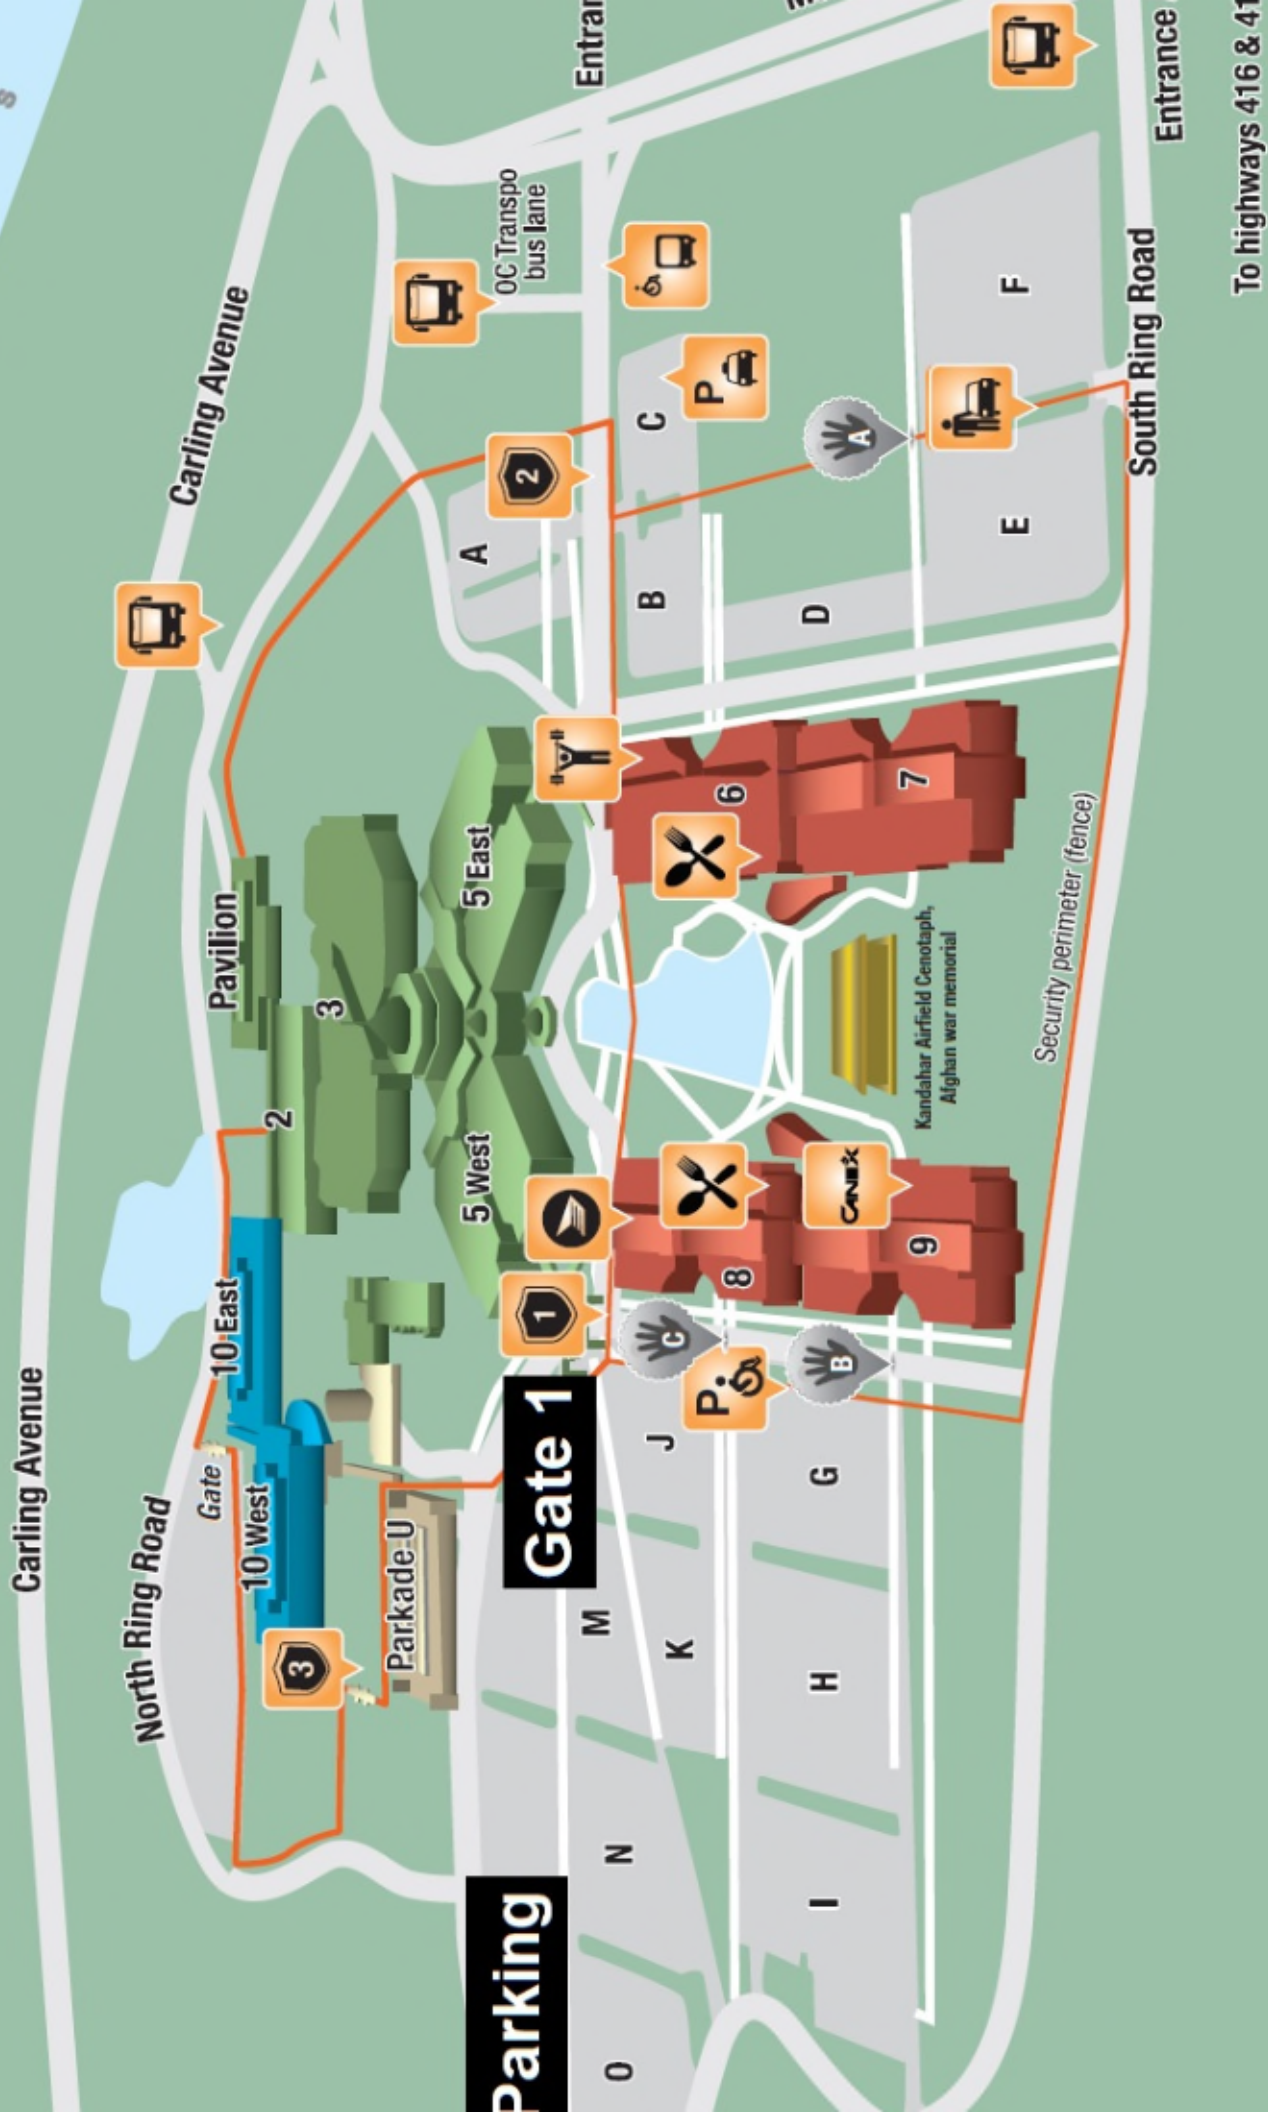 Carling Avenue
Carling Avenue
North Ring Road
Gate
10 West
10 East
Pavilion
2
3
3
Parkade U
5 West
5 East
A
2
OC Transpo
bus lane
Parking
Gate 1
1
O
N
M
K
J
C
P
8
6
B
C
P
I
H
G
B
9
CANEX
7
D
A
E
F
Kandahar Airfield Cenotaph,
Afghan war memorial
Security perimeter (fence)
South Ring Road
Entrance
To highways 416 &